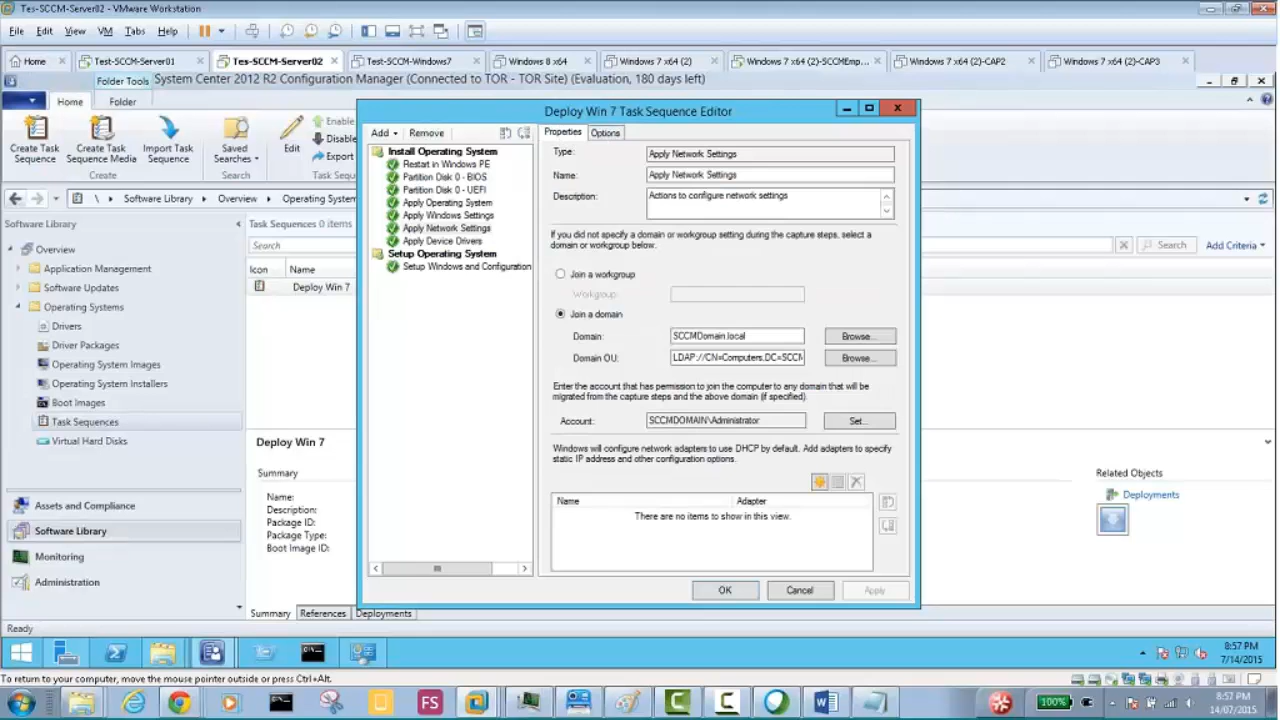 Tes-SCCM-Server02 - VMware Workstation
File Edit View VM Tabs Help
Home Test-SCCM-Server01 Tes-SCCM-Server02 Test-SCCM-Windows7 Windows 8 x64 Windows 7 x64 (2) Windows 7 x64 (2)-SCCMEmp... Windows 7 x64 (2)-CAP2 Windows 7 x64 (2)-CAP3
Folder Tools System Center 2012 R2 Configuration Manager (Connected to TOR - TOR Site) (Evaluation, 180 days left)
Home Folder
Create Task Sequence
Create Task Sequence Media
Import Task Sequence
Saved Searches
Edit
Enable
Disable
Export
Create Search Task Sequ
\ Software Library Overview Operating System
Software Library
Overview
Application Management
Software Updates
Operating Systems
Drivers
Driver Packages
Operating System Images
Operating System Installers
Boot Images
Task Sequences
Virtual Hard Disks
Assets and Compliance
Software Library
Monitoring
Administration
Task Sequences 0 items
Search
Search Add Criteria
Icon Name
Deploy Win 7
Deploy Win 7
Summary
Name:
Description:
Package ID:
Package Type:
Boot Image ID:
Related Objects
Deployments
Summary References Deployments
Deploy Win 7 Task Sequence Editor
Add Remove
Install Operating System
Restart in Windows PE
Partition Disk 0 - BIOS
Partition Disk 0 - UEFI
Apply Operating System
Apply Windows Settings
Apply Network Settings
Apply Device Drivers
Setup Operating System
Setup Windows and Configuration
Properties Options
Type: Apply Network Settings
Name: Apply Network Settings
Description: Actions to configure network settings
If you did not specify a domain or workgroup setting during the capture steps, select a
domain or workgroup below.
Join a workgroup
Workgroup:
Join a domain
Domain: SCCMDomain.local Browse...
Domain OU: LDAP://CN=Computers,DC=SCCM Browse...
Enter the account that has permission to join the computer to any domain that will be
migrated from the capture steps and the above domain (if specified).
Account: SCCMDOMAIN\Administrator Set...
Windows will configure network adapters to use DHCP by default. Add adapters to specify
static IP address and other configuration options.
Name Adapter
There are no items to show in this view.
OK Cancel Apply
Ready
8:57 PM
7/14/2015
To return to your computer, move the mouse pointer outside or press Ctrl+Alt.
FS
100%
8:57 PM
14/07/2015